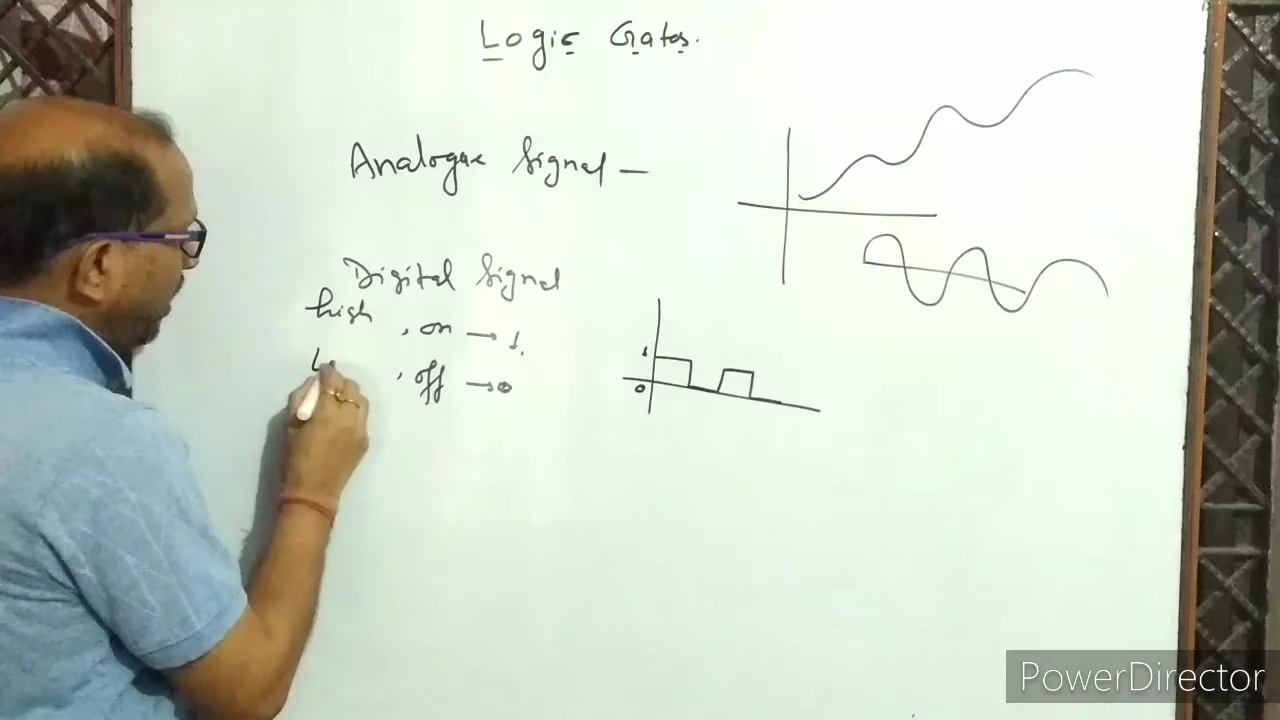 Logic Gates.
Analogue Signal —
Digital Signal
high , on → 1,
L , off → 0
1
0
PowerDirector